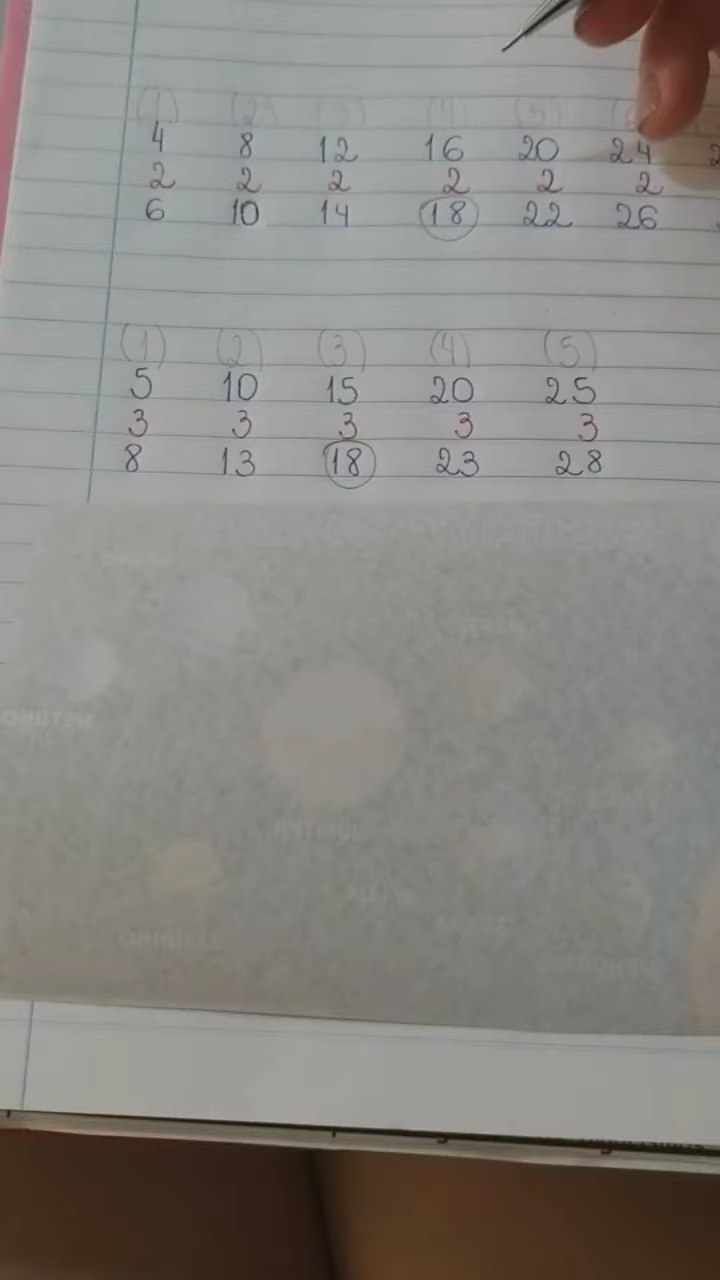 (1) (2) (3) (4) (5)
4 8 12 16 20 24
2 2 2 2 2 2
6 10 14 18 22 26
(1) (2) (3) (4) (5)
5 10 15 20 25
3 3 3 3 3
8 13 18 23 28